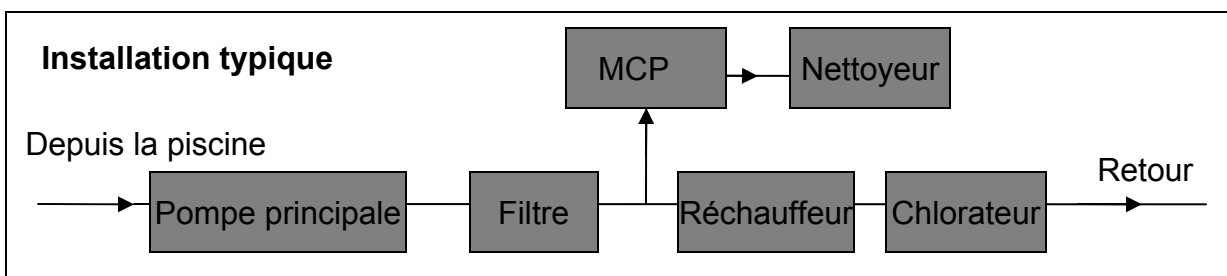 Installation typique
MCP
Nettoyeur
Depuis la piscine
Retour
Pompe principale
Filtre
Réchauffeur
Chlorateur